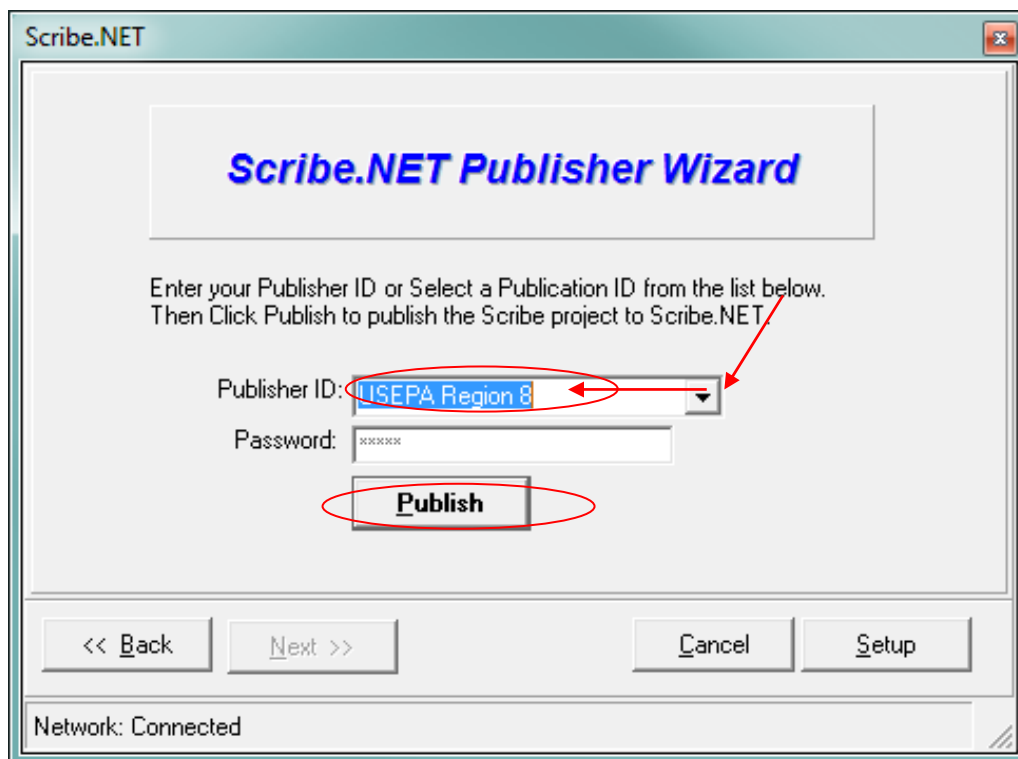 Scribe.NET
Scribe.NET Publisher Wizard
Enter your Publisher ID or Select a Publication ID from the list below.
Then Click Publish to publish the Scribe project to Scribe.NET.
Publisher ID: USEPA Region 8
Password: *****
Publish
<< Back Next >> Cancel Setup
Network: Connected